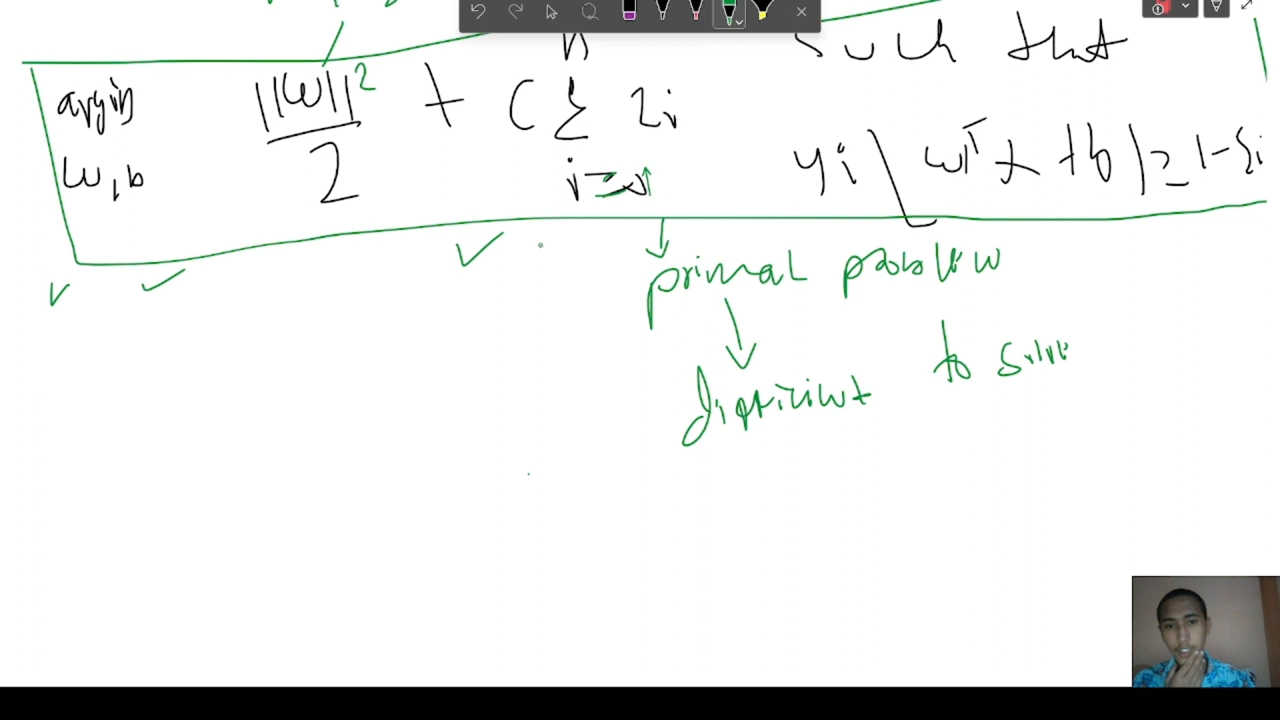 n such that
argmin ||w||² + C Σ ξi yi (wᵀx + b) ≥ 1 - ξi
w, b 2 i=1
primal problem
difficult to solve